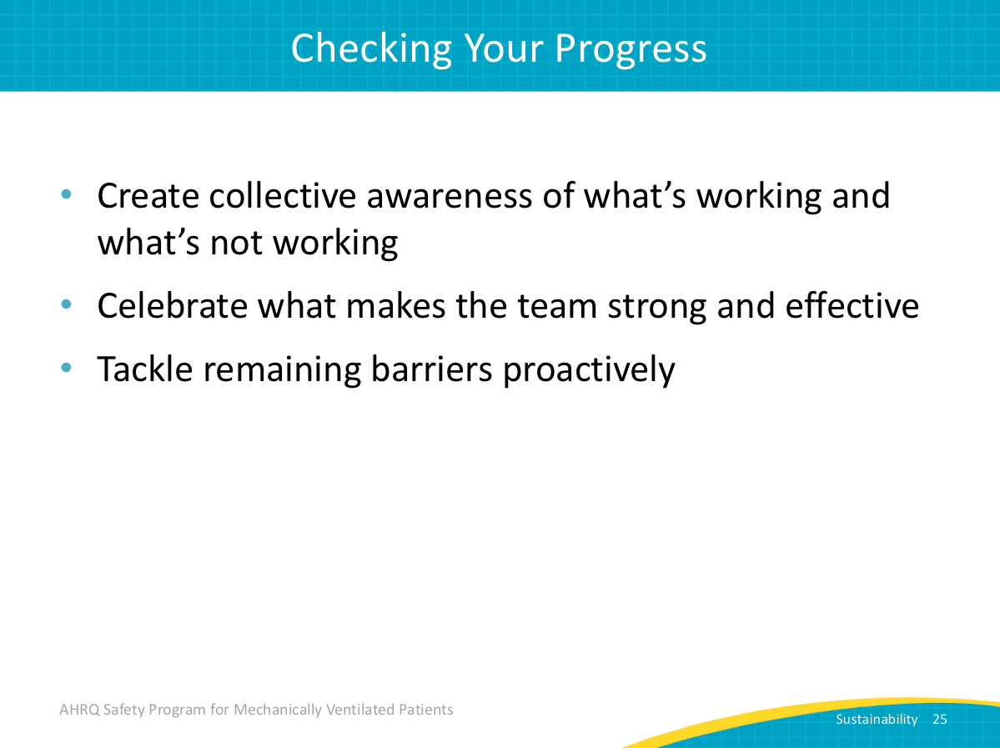 Checking Your Progress
• Create collective awareness of what’s working and
what’s not working
• Celebrate what makes the team strong and effective
• Tackle remaining barriers proactively
AHRQ Safety Program for Mechanically Ventilated Patients
Sustainability 25